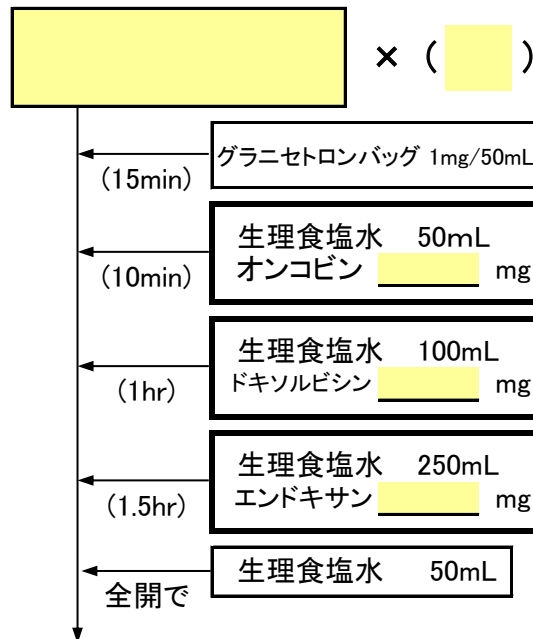 × ( )
グラニセトロンバッグ 1mg/50mL
(15min)
生理食塩水 50mL
オンコビン mg
(10min)
生理食塩水 100mL
ドキソルビシン mg
(1hr)
生理食塩水 250mL
エンドキサン mg
(1.5hr)
生理食塩水 50mL
全開で